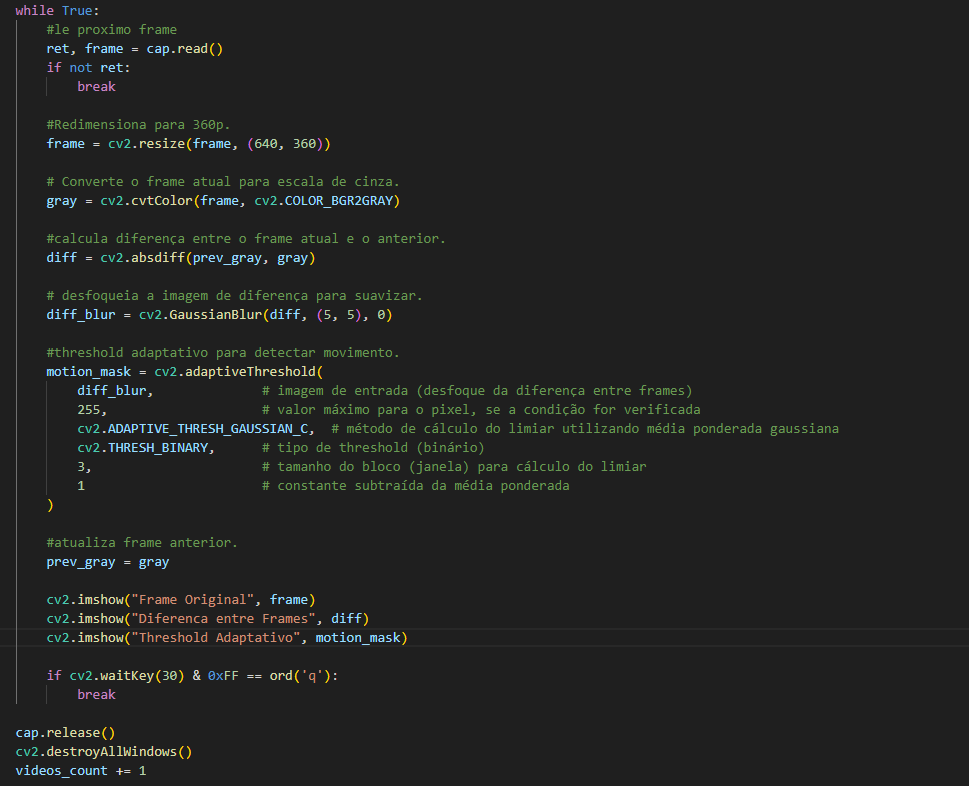 while True:
    #le proximo frame
    ret, frame = cap.read()
    if not ret:
        break

    #Redimensiona para 360p.
    frame = cv2.resize(frame, (640, 360))

    # Converte o frame atual para escala de cinza.
    gray = cv2.cvtColor(frame, cv2.COLOR_BGR2GRAY)

    #calcula diferença entre o frame atual e o anterior.
    diff = cv2.absdiff(prev_gray, gray)

    # desfoqueia a imagem de diferença para suavizar.
    diff_blur = cv2.GaussianBlur(diff, (5, 5), 0)

    #threshold adaptativo para detectar movimento.
    motion_mask = cv2.adaptiveThreshold(
        diff_blur,              # imagem de entrada (desfoque da diferença entre frames)
        255,                    # valor máximo para o pixel, se a condição for verificada
        cv2.ADAPTIVE_THRESH_GAUSSIAN_C,  # método de cálculo do limiar utilizando média ponderada gaussiana
        cv2.THRESH_BINARY,      # tipo de threshold (binário)
        3,                      # tamanho do bloco (janela) para cálculo do limiar
        1                       # constante subtraída da média ponderada
    )

    #atualiza frame anterior.
    prev_gray = gray

    cv2.imshow("Frame Original", frame)
    cv2.imshow("Diferenca entre Frames", diff)
    cv2.imshow("Threshold Adaptativo", motion_mask)

    if cv2.waitKey(30) & 0xFF == ord('q'):
        break

cap.release()
cv2.destroyAllWindows()
videos_count += 1